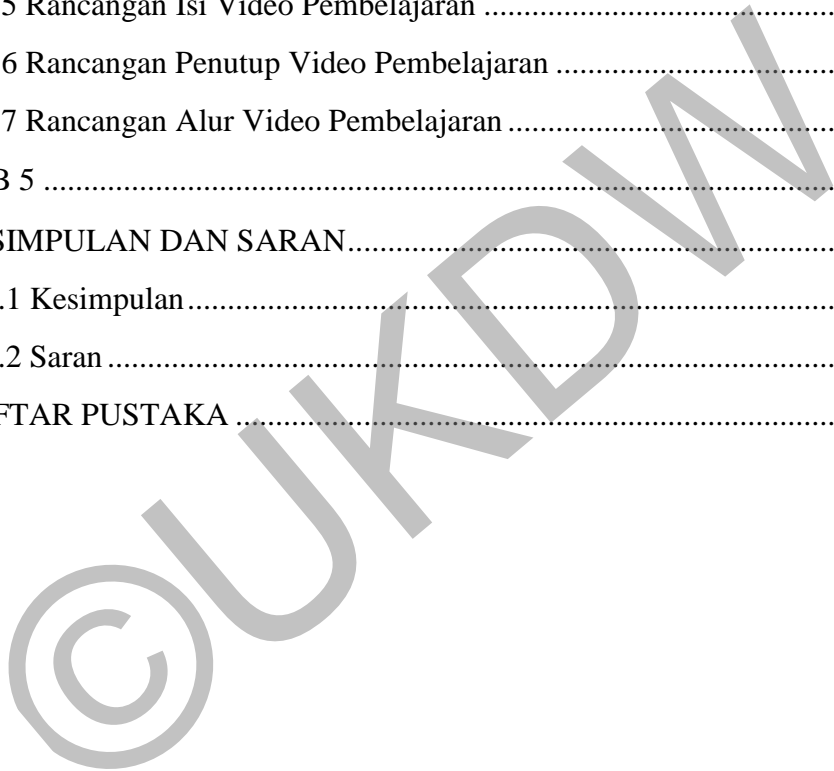 5 Rancangan Isi Video Pembelajaran ..........................................
6 Rancangan Penutup Video Pembelajaran .................................
7 Rancangan Alur Video Pembelajaran .......................................
B 5 ...............................................................................................
SIMPULAN DAN SARAN..........................................................
.1 Kesimpulan ..............................................................................
.2 Saran .........................................................................................
FTAR PUSTAKA ........................................................................
©UKDW